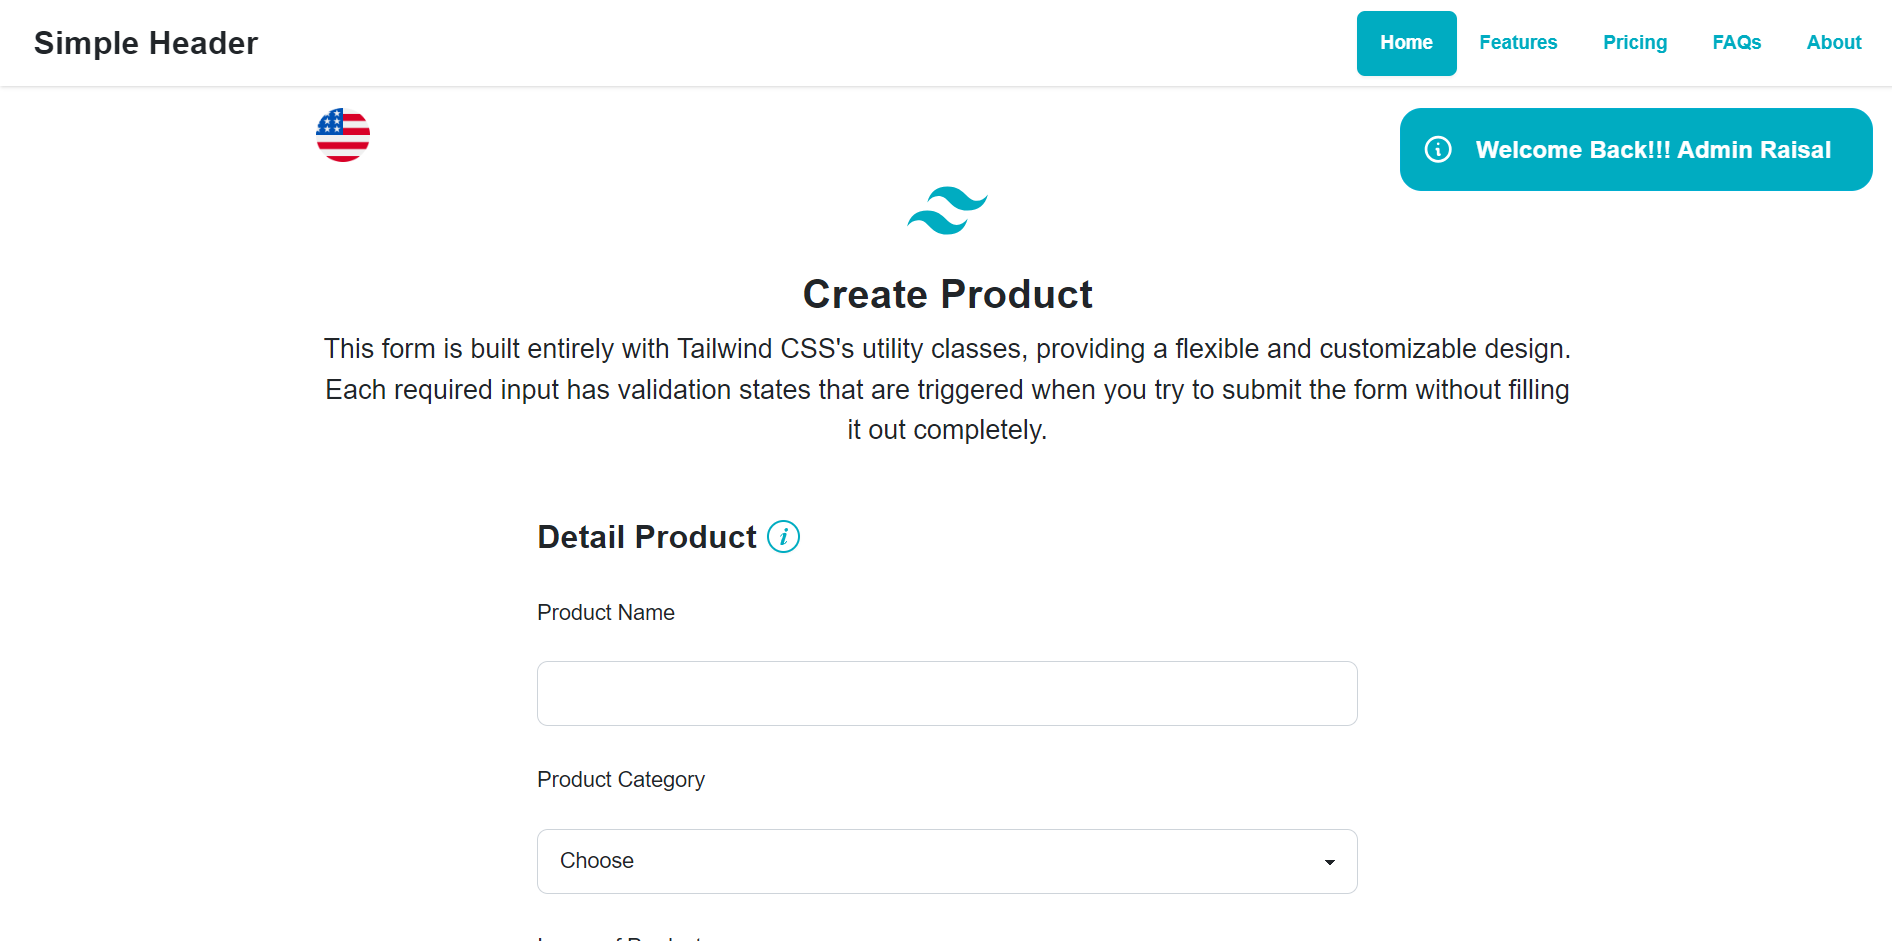 Simple Header
Home
Features
Pricing
FAQs
About
Welcome Back!!! Admin Raisal
Create Product
This form is built entirely with Tailwind CSS's utility classes, providing a flexible and customizable design.
Each required input has validation states that are triggered when you try to submit the form without filling
it out completely.
Detail Product
Product Name
Product Category
Choose